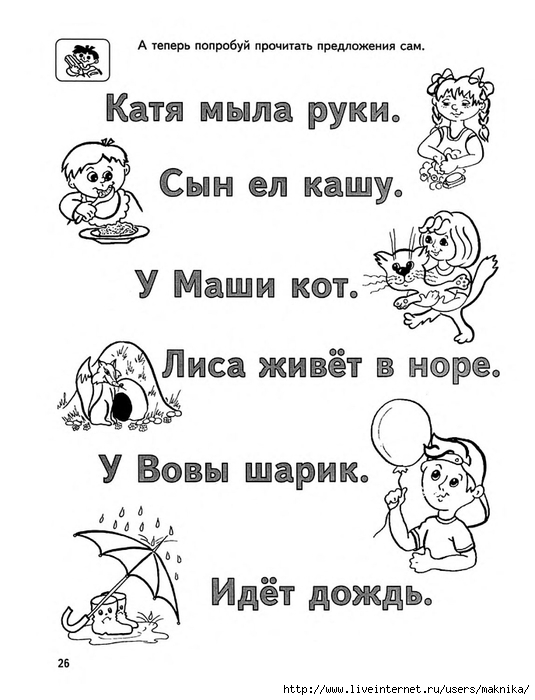 А теперь попробуй прочитать предложения сам.
Катя мыла руки.
Сын ел кашу.
У Маши кот.
Лиса живёт в норе.
У Вовы шарик.
Идёт дождь.
26
http://www.liveinternet.ru/users/maknika/